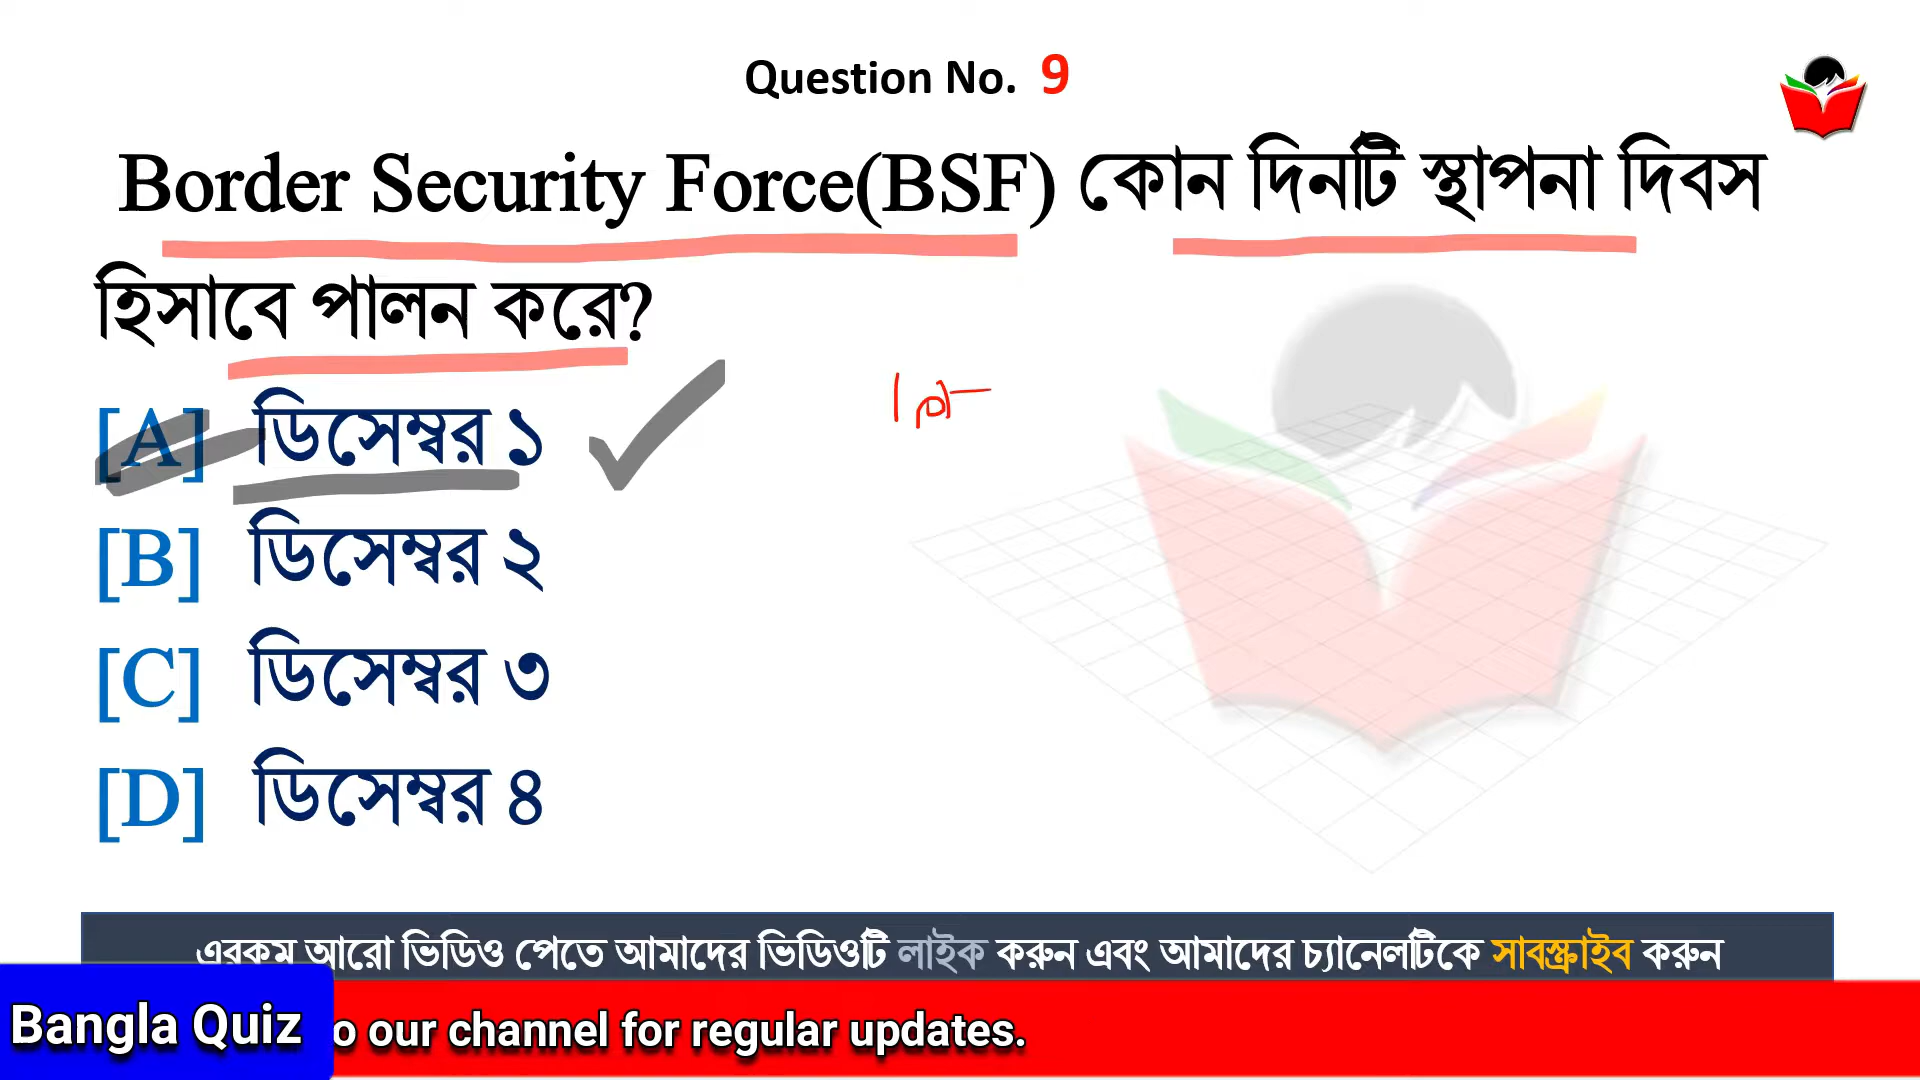 Question No. 9
Border Security Force(BSF) কোন দিনটি স্থাপনা দিবস
হিসাবে পালন করে?
[A] ডিসেম্বর ১
[B] ডিসেম্বর ২
[C] ডিসেম্বর ৩
[D] ডিসেম্বর ৪
এরকম আরো ভিডিও পেতে আমাদের ভিডিওটি লাইক করুন এবং আমাদের চ্যানেলটিকে সাবস্ক্রাইব করুন
Bangla Quiz o our channel for regular updates.